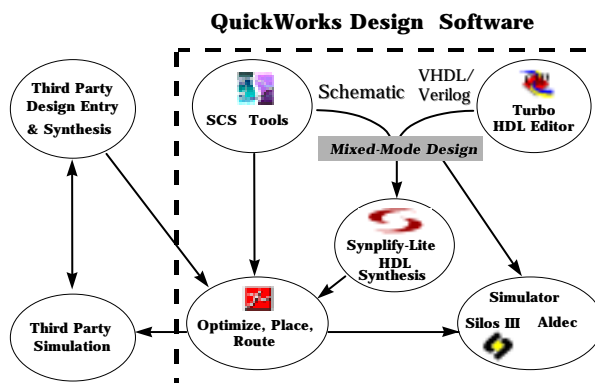 QuickWorks Design Software
Third Party
Design Entry
& Synthesis
SCS Tools
Schematic
VHDL/
Verilog
Turbo
HDL Editor
Mixed-Mode Design
Synplify-Lite
HDL
Synthesis
Third Party
Simulation
Optimize, Place,
Route
Simulator
Silos III Aldec